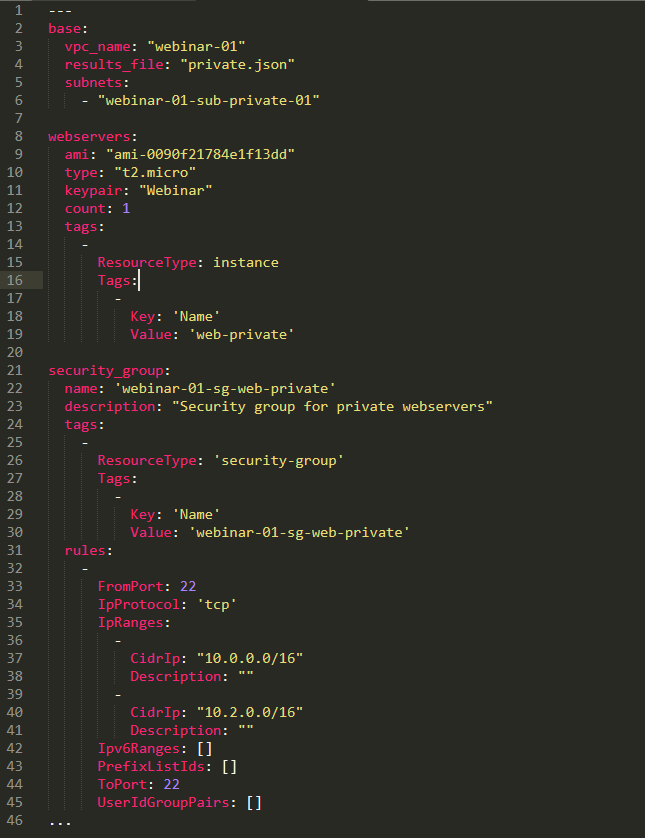 1 ---
2 base:
3   vpc_name: "webinar-01"
4   results_file: "private.json"
5   subnets:
6     - "webinar-01-sub-private-01"
7
8 webservers:
9   ami: "ami-0090f21784e1f13dd"
10   type: "t2.micro"
11   keypair: "Webinar"
12   count: 1
13   tags:
14     -
15       ResourceType: instance
16       Tags:
17         -
18           Key: 'Name'
19           Value: 'web-private'
20
21 security_group:
22   name: 'webinar-01-sg-web-private'
23   description: "Security group for private webservers"
24   tags:
25     -
26       ResourceType: 'security-group'
27       Tags:
28         -
29           Key: 'Name'
30           Value: 'webinar-01-sg-web-private'
31   rules:
32     -
33       FromPort: 22
34       IpProtocol: 'tcp'
35       IpRanges:
36         -
37           CidrIp: "10.0.0.0/16"
38           Description: ""
39         -
40           CidrIp: "10.2.0.0/16"
41           Description: ""
42       Ipv6Ranges: []
43       PrefixListIds: []
44       ToPort: 22
45       UserIdGroupPairs: []
46 ...